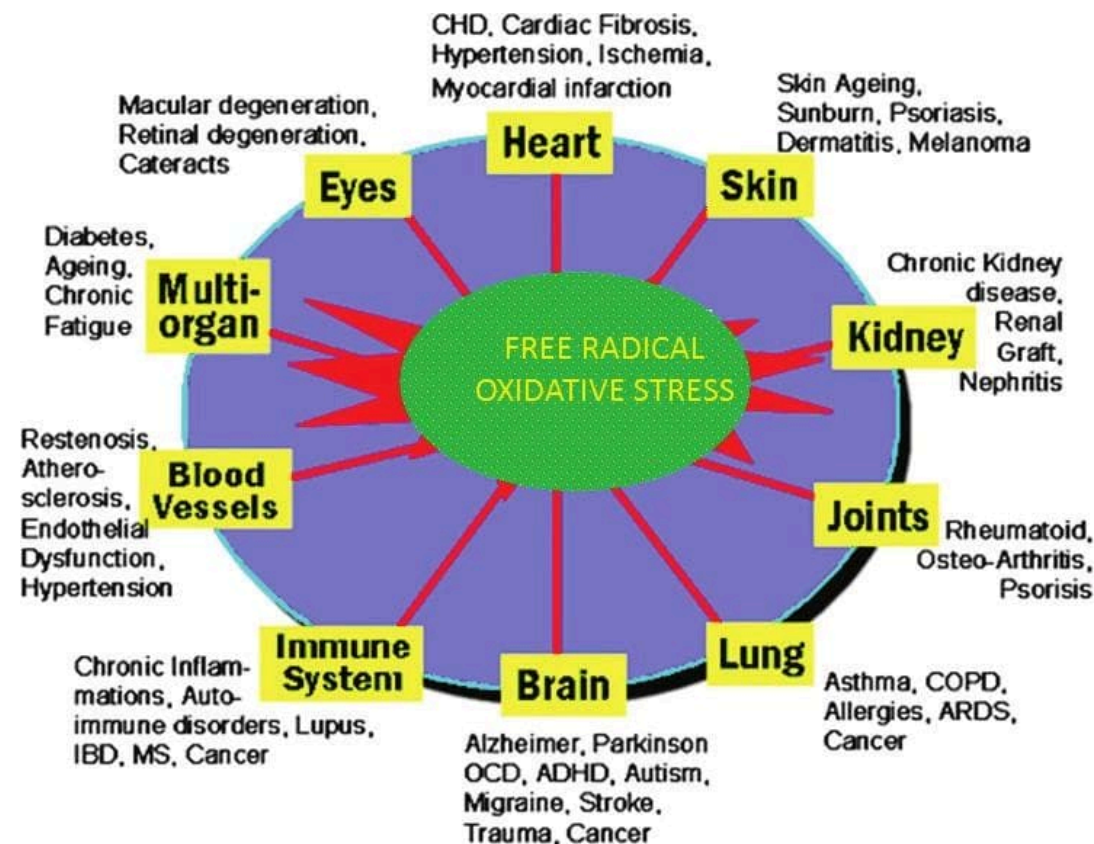 CHD, Cardiac Fibrosis,
Hypertension, Ischemia,
Myocardial infarction
Heart
Skin Ageing,
Sunburn, Psoriasis,
Dermatitis, Melanoma
Skin
Macular degeneration,
Retinal degeneration,
Cateracts
Eyes
Diabetes,
Ageing,
Chronic
Fatigue
Multi-
organ
Chronic Kidney
disease,
Renal
Graft,
Nephritis
Kidney
FREE RADICAL
OXIDATIVE STRESS
Restenosis,
Athero-
sclerosis,
Endothelial
Dysfunction,
Hypertension
Blood
Vessels
Joints
Rheumatoid,
Osteo-Arthritis,
Psorisis
Immune
System
Chronic Inflam-
mations, Auto-
immune disorders, Lupus,
IBD, MS, Cancer
Brain
Alzheimer, Parkinson
OCD, ADHD, Autism,
Migraine, Stroke,
Trauma, Cancer
Lung
Asthma, COPD,
Allergies, ARDS,
Cancer